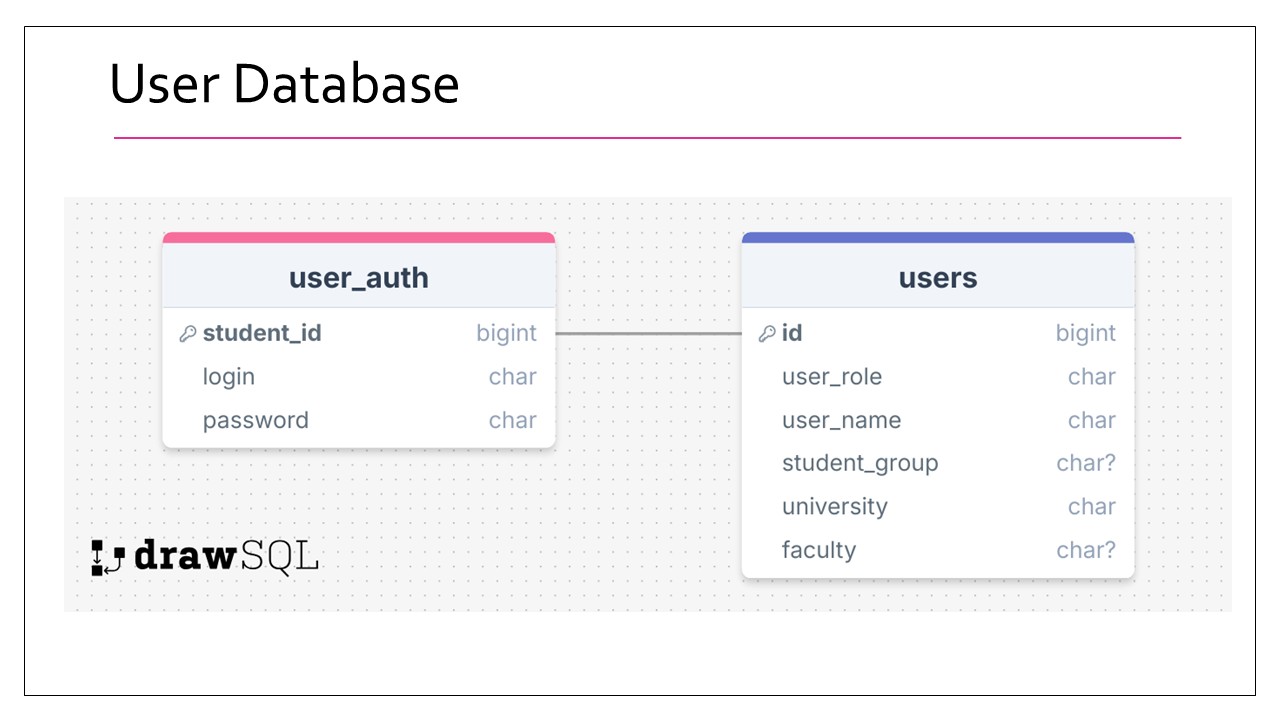 User Database
user_auth
student_id bigint
login char
password char
users
id bigint
user_role char
user_name char
student_group char?
university char
faculty char?
drawSQL